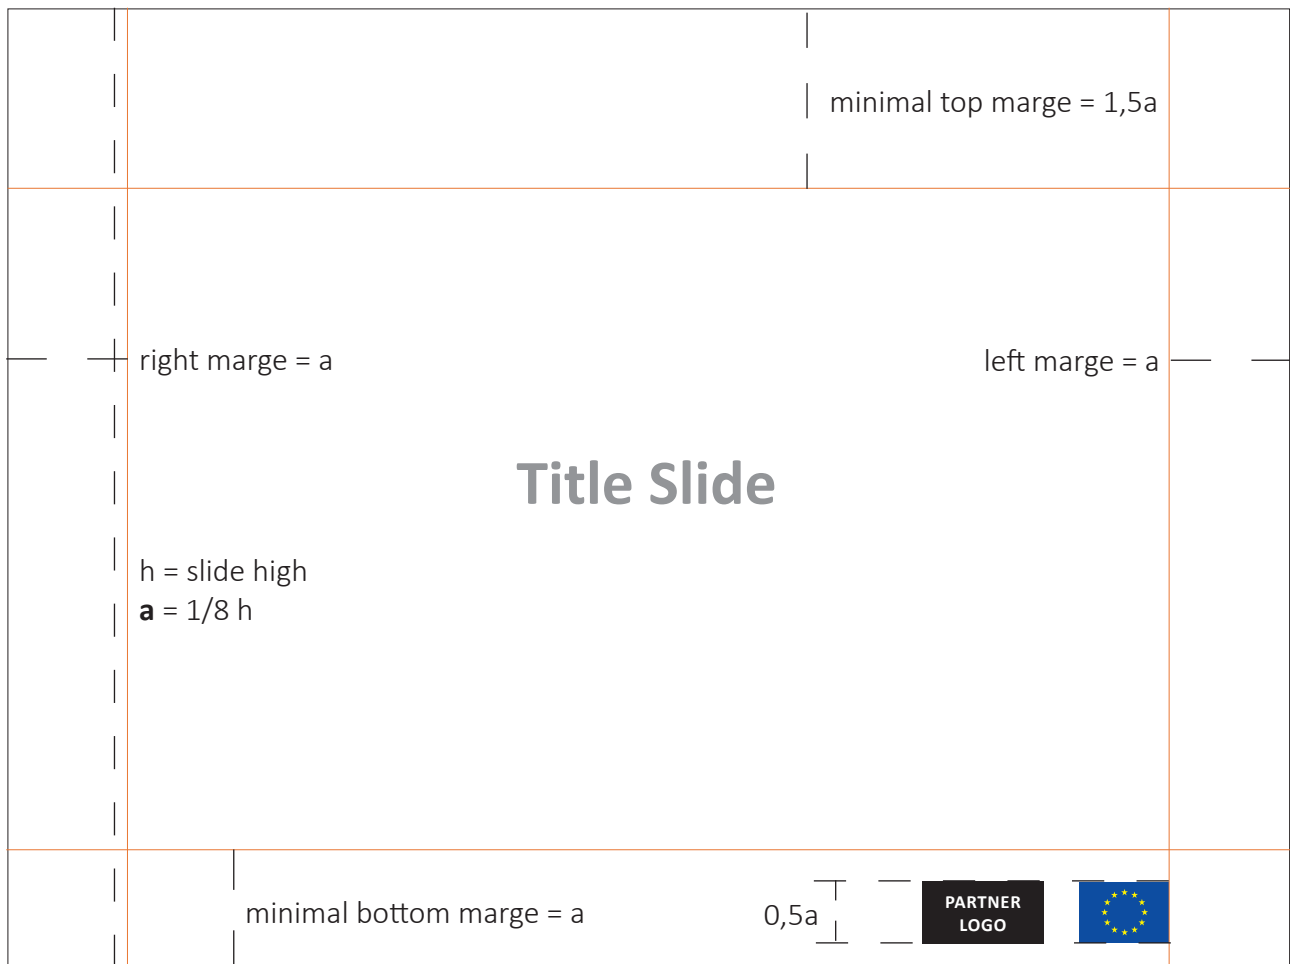 minimal top marge = 1,5a
right marge = a
left marge = a
Title Slide
h = slide high
a = 1/8 h
minimal bottom marge = a
0,5a
PARTNER
LOGO